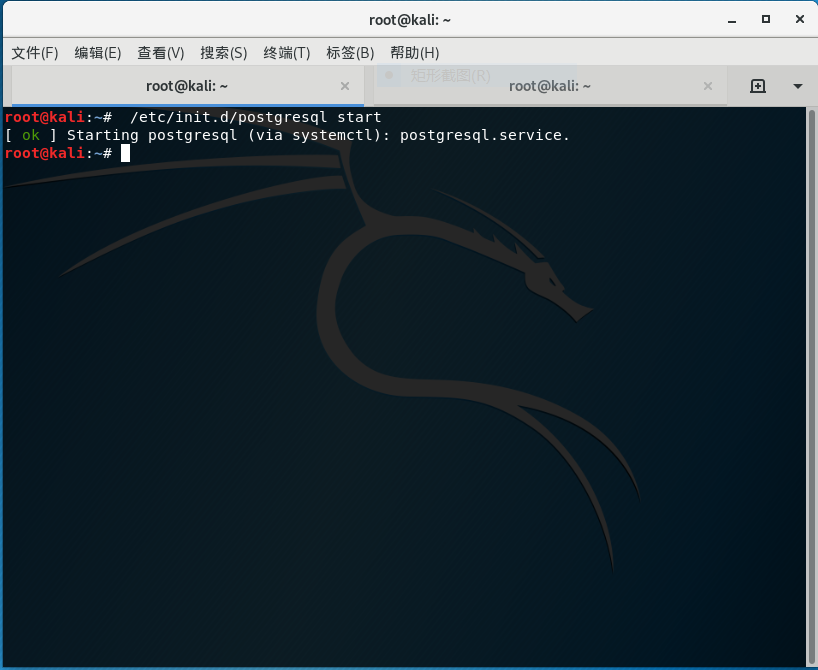 root@kali: ~
文件(F) 编辑(E) 查看(V) 搜索(S) 终端(T) 标签(B) 帮助(H)
root@kali: ~ 矩形截图(R) root@kali: ~
root@kali:~#  /etc/init.d/postgresql start
[ ok ] Starting postgresql (via systemctl): postgresql.service.
root@kali:~#